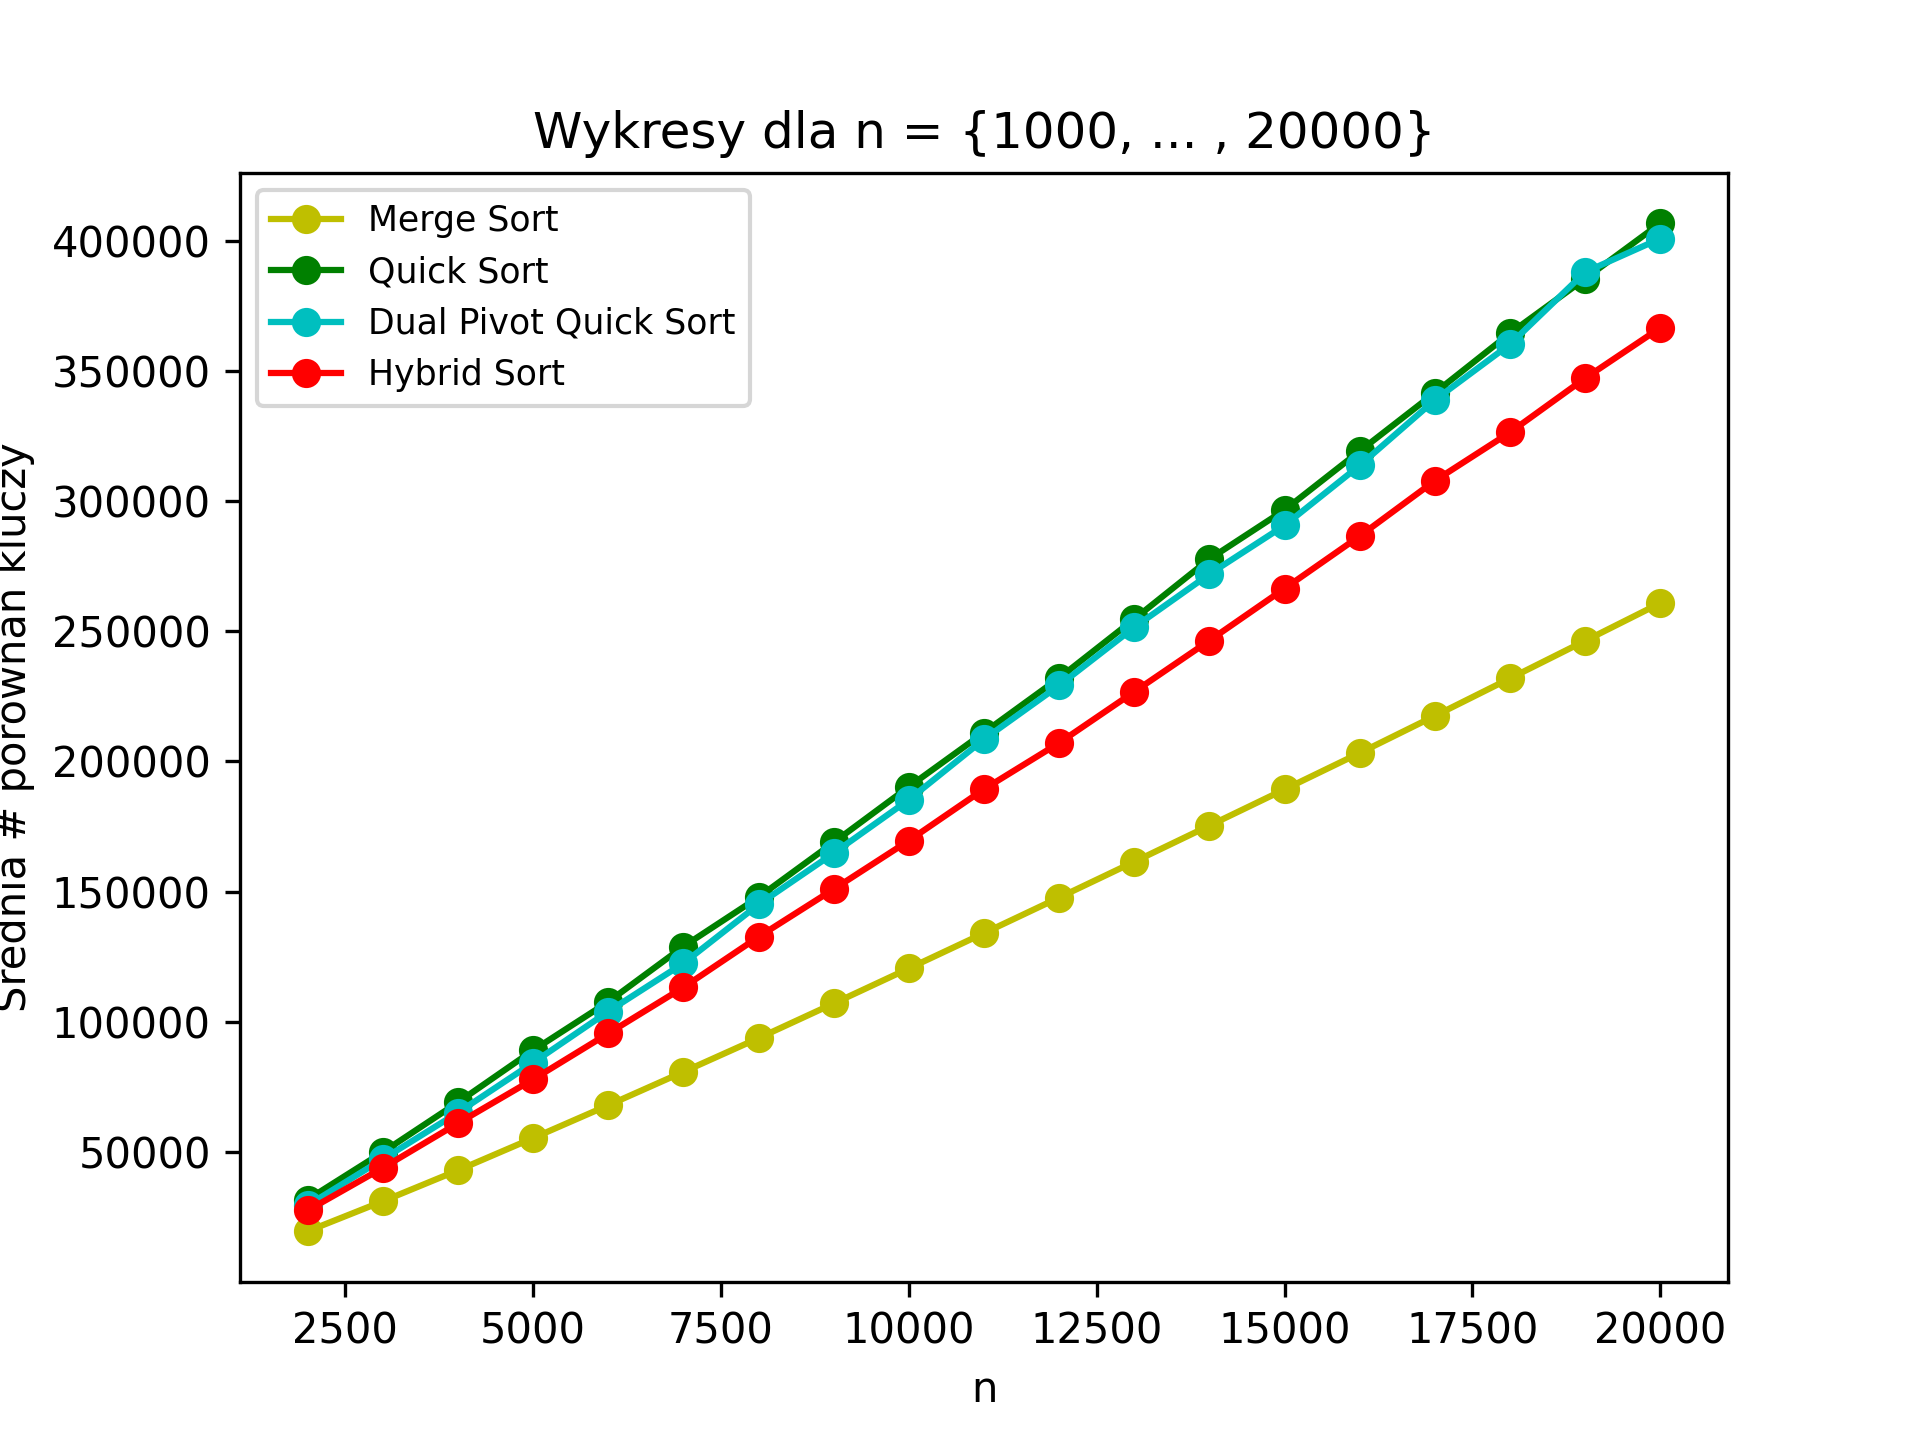 Wykresy dla n = {1000, ... , 20000}
Merge Sort
Quick Sort
Dual Pivot Quick Sort
Hybrid Sort
400000
350000
300000
250000
200000
150000
100000
50000
Srednia # porownan kluczy
2500 5000 7500 10000 12500 15000 17500 20000
n